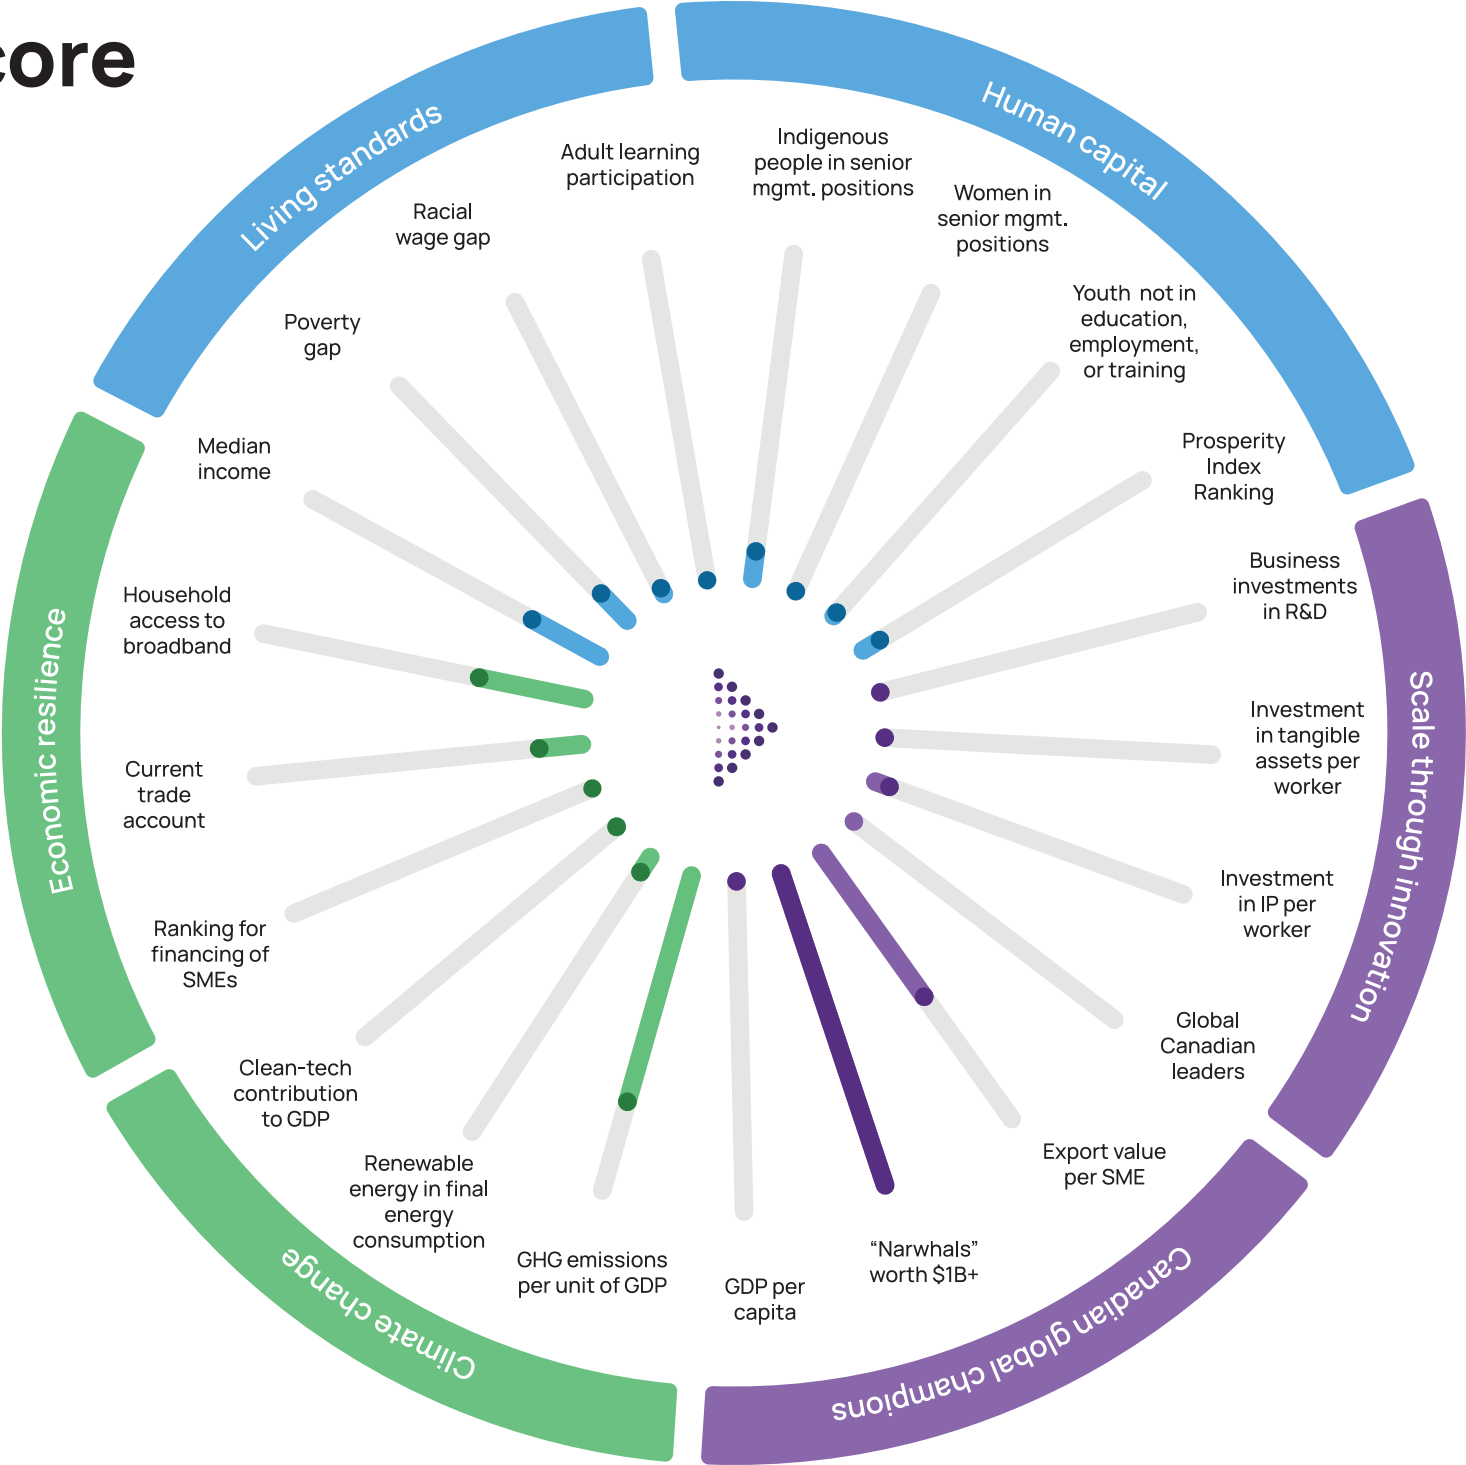 core
Living standards
Human capital
Adult learning
participation
Indigenous
people in senior
mgmt. positions
Women in
senior mgmt.
positions
Racial
wage gap
Youth not in
education,
employment,
or training
Poverty
gap
Prosperity
Index
Ranking
Median
income
Business
investments
in R&D
Household
access to
broadband
Economic resilience
Scale through innovation
Investment
in tangible
assets per
worker
Current
trade
account
Investment
in IP per
worker
Ranking for
financing of
SMEs
Global
Canadian
leaders
Clean-tech
contribution
to GDP
Export value
per SME
Renewable
energy in final
energy
consumption
GHG emissions
per unit of GDP
GDP per
capita
“Narwhals”
worth $1B+
Climate change
Canadian global champions